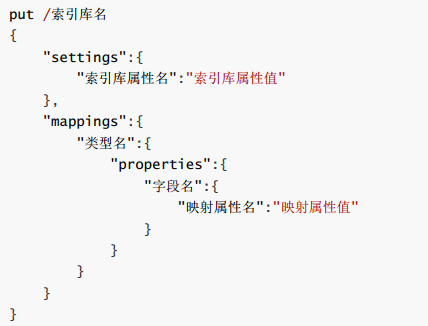 put /索引库名
{
    "settings":{
        "索引库属性名":"索引库属性值"
    },
    "mappings":{
        "类型名":{
            "properties":{
                "字段名":{
                    "映射属性名":"映射属性值"
                }
            }
        }
    }
}